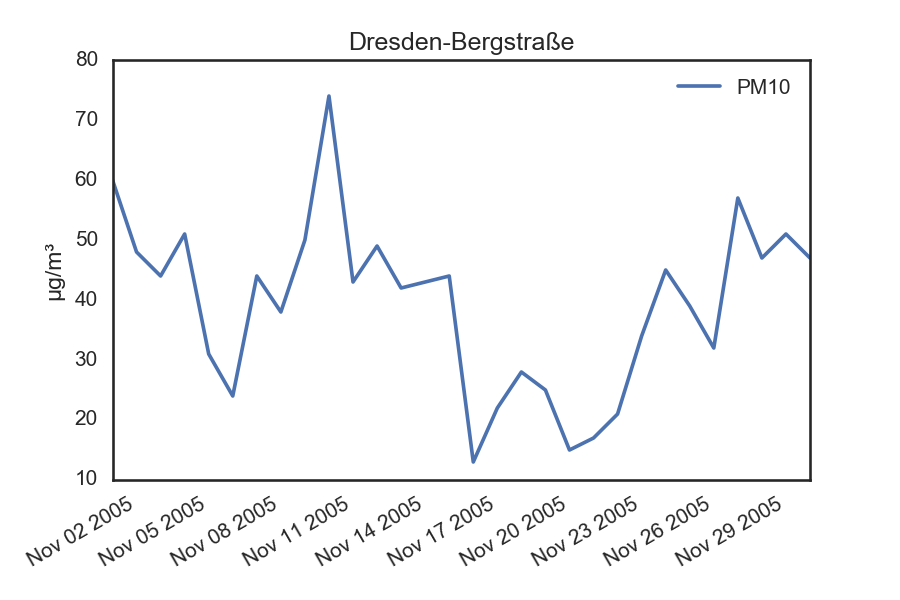 Dresden-Bergstraße
80
70
60
50
40
30
20
10
µg/m³
PM10
Nov 02 2005
Nov 05 2005
Nov 08 2005
Nov 11 2005
Nov 14 2005
Nov 17 2005
Nov 20 2005
Nov 23 2005
Nov 26 2005
Nov 29 2005